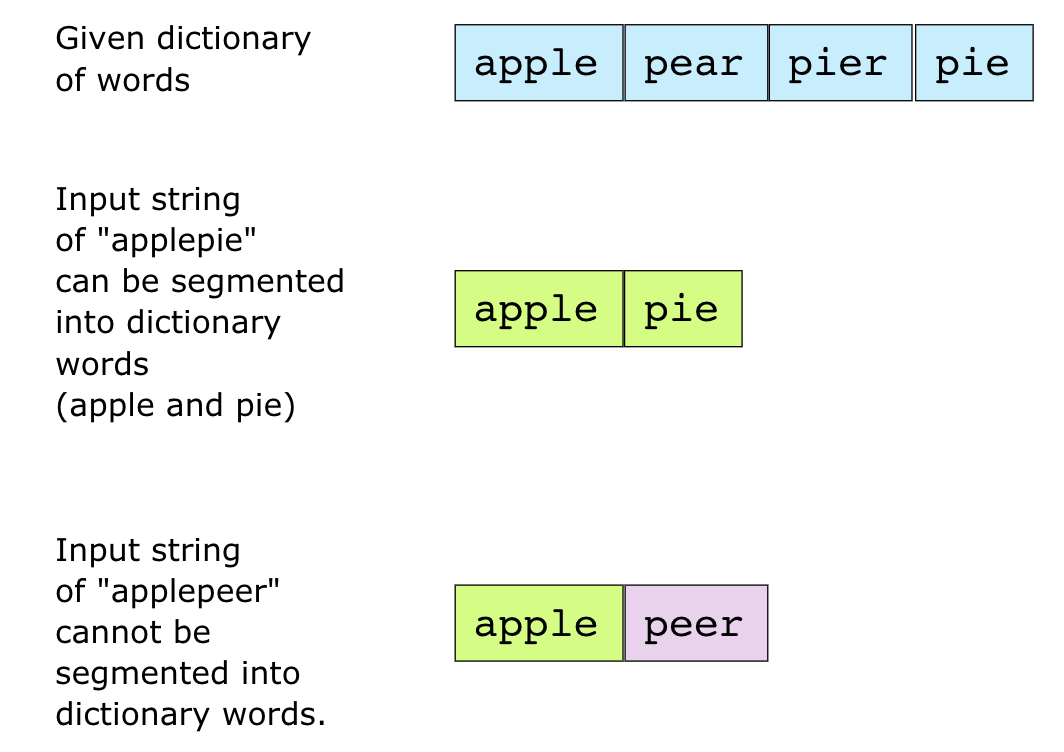 Given dictionary
of words
apple pear pier pie
Input string
of "applepie"
can be segmented
into dictionary
words
(apple and pie)
apple pie
Input string
of "applepeer"
cannot be
segmented into
dictionary words.
apple peer